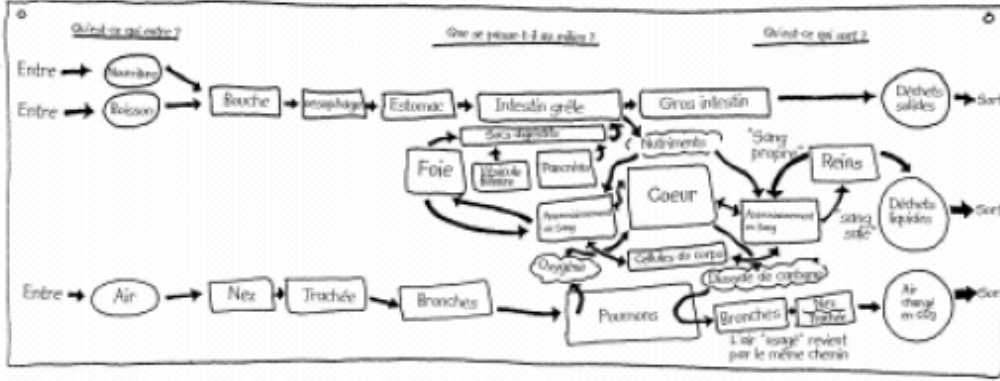 Qu'est-ce qui entre ?
Que se passe-t-il au milieu ?
Qu'est-ce qui sort ?
Entre
Nourriture
Entre
Boisson
Bouche
oesophage
Estomac
Intestin grêle
Gros intestin
Déchets
solides
Sort
Sucs digestifs
Nutriments
"Sang
propre"
Foie
Vésicule
biliaire
Pancréas
Coeur
Reins
Approvisionnement
en sang
Approvisionnement
en sang
"sang
sale"
Déchets
liquides
Sort
Cellules du corps
Oxygène
Dioxyde de carbone
Entre
Air
Nez
Trachée
Bronches
Poumons
Bronches
Nez
Trachée
Air
chargé
en CO2
Sort
L'air "usagé" revient
par le même chemin